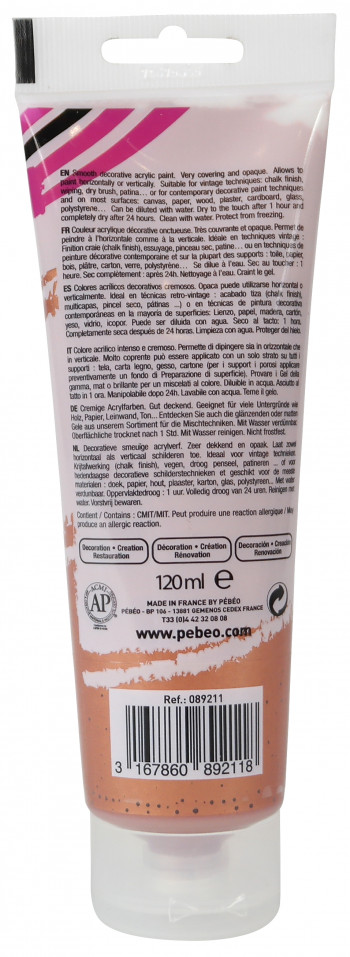 EN Smooth decorative acrylic paint. Very covering and opaque. Allows to
paint horizontally or vertically. Suitable for vintage techniques: chalk finish,
wiping, dry brush, patina... or for contemporary decorative paint techniques
and on most surfaces: canvas, paper, wood, plaster, cardboard, glass,
polystyrene... Can be diluted with water. Dry to the touch after 1 hour and
completely dry after 24 hours. Clean with water. Protect from freezing.
FR Couleur acrylique décorative onctueuse. Très couvrante et opaque. Permet de
peindre à l'horizontale comme à la verticale. Idéale en techniques vintage :
Finition craie (chalk finish), essuyage, pinceau sec, patine... ou en techniques de
peinture décorative contemporaine et sur la plupart des supports : toile, papier,
bois, plâtre, carton, verre, polystyrène... Se dilue à l'eau. Sec au toucher : 1
heure. Sec complètement : après 24h. Nettoyage à l'eau. Craint le gel.
ES Colores acrílicos decorativos cremosos. Opaca puede utilizarse horizontal o
verticalmente. Ideal en técnicas retro-vintage : acabado tiza (chalk finish,
multicapas, pincel seco, pátinas ...) o en técnicas de pintura decorativa
contemporáneas en la mayoría de superficies: Lienzo, papel, madera, cartón,
yeso, vidrio, icopor. Puede ser diluida con agua. Seco al tacto: 1 hora.
Completamente seca después de 24 horas. Limpieza con agua. Proteger del hielo.
IT Colore acrilico intenso e cremoso. Permette di dipingere sia in orizzontale che
in verticale. Molto coprente può essere applicato con un solo strato su tutti i
support : tela, carta legno, gesso, cartone (per i support i porosi applicare
preventivamente un fondo di Preparazione di superficie). Provare i Gel della
gamma, mat o brillante per un miscelati al colore. Diluibile in acqua. Asciutto al
tatto in 1 ora. Manipolabile dopo 24h. Lavabile con acqua. Teme il gelo.
DE Cremige Acrylfarben, Gut deckend. Geeignet für viele Untergründe wie
Holz, Papier, Leinwand, Ton... Entdecken Sie auch die glänzenden oder matten
Gele aus unserem Sortiment für die Mischtechniken. Mit Wasser verdünnbar.
Oberflächlige trocknet nach 1 Std. Mit Wasser reinigen. Nicht frostfest.
NL Decoratieve smeuïge acrylverf. Zeer dekkend en opaak. Laat zowel
horizontaal als verticaal schilderen toe. Ideaal voor vintage technieken:
Krijtafwerking (chalk finish), vegen, droog penseel, patineren ... of voor
hedendaagse decoratieve schilderstechnieken en geschikt voor de meeste
materialen : doek, papier, hout, plaaster, karton, glas, polystyreen... Met water
verdunbaar. Oppervlaktedroog : 1 uur. Volledig droog van 24 uren. Reinigen met
water. Vorstvrij bewaren.
Contient / Contains : CMIT/MIT. Peut produire une réaction allergique / May
produce an allergic reaction.
Decoration • Creation
Restauration
Décoration • Création
Rénovation
Decoración • Creación
Renovación
ACMI
AP
120ml e
MADE IN FRANCE BY PÉBÉO
PÉBÉO - BP 106 - 13881 GEMENOS CEDEX FRANCE
T33 (0)4 42 32 08 08
www.pebeo.com
Ref.: 089211
3 167860 892118